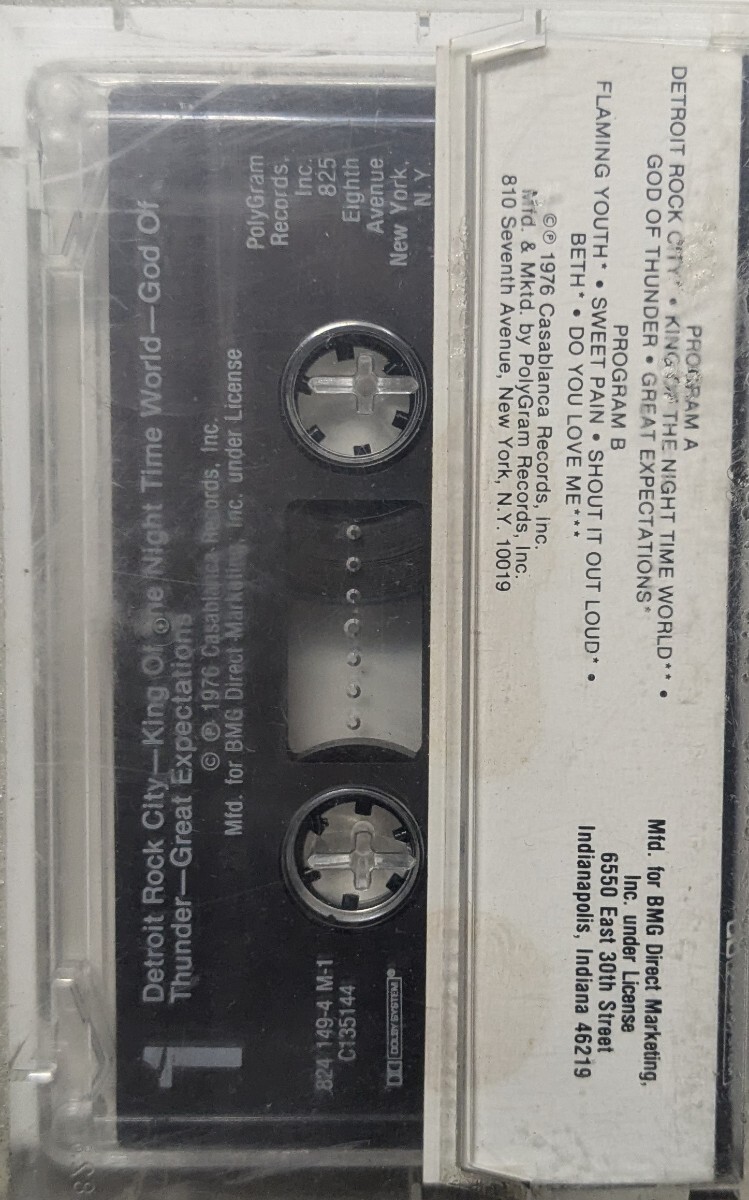 PROGRAM A
DETROIT ROCK CITY* • KING OF THE NIGHT TIME WORLD** •
GOD OF THUNDER • GREAT EXPECTATIONS*
PROGRAM B
FLAMING YOUTH* • SWEET PAIN • SHOUT IT OUT LOUD* •
BETH* • DO YOU LOVE ME***
©℗ 1976 Casablanca Records, Inc.
Mfd. & Mktd. by PolyGram Records, Inc.
810 Seventh Avenue, New York, N.Y. 10019
Mfd. for BMG Direct Marketing,
Inc. under License
6550 East 30th Street
Indianapolis, Indiana 46219
1
Detroit Rock City—King Of The Night Time World—God Of
Thunder—Great Expectations
© ℗ 1976 Casablanca Records, Inc.
Mfd. for BMG Direct Marketing, Inc. under License
PolyGram
Records,
Inc.
825
Eighth
Avenue
New York,
N Y
824 149-4 M-1
C135144
DOLBY SYSTEM